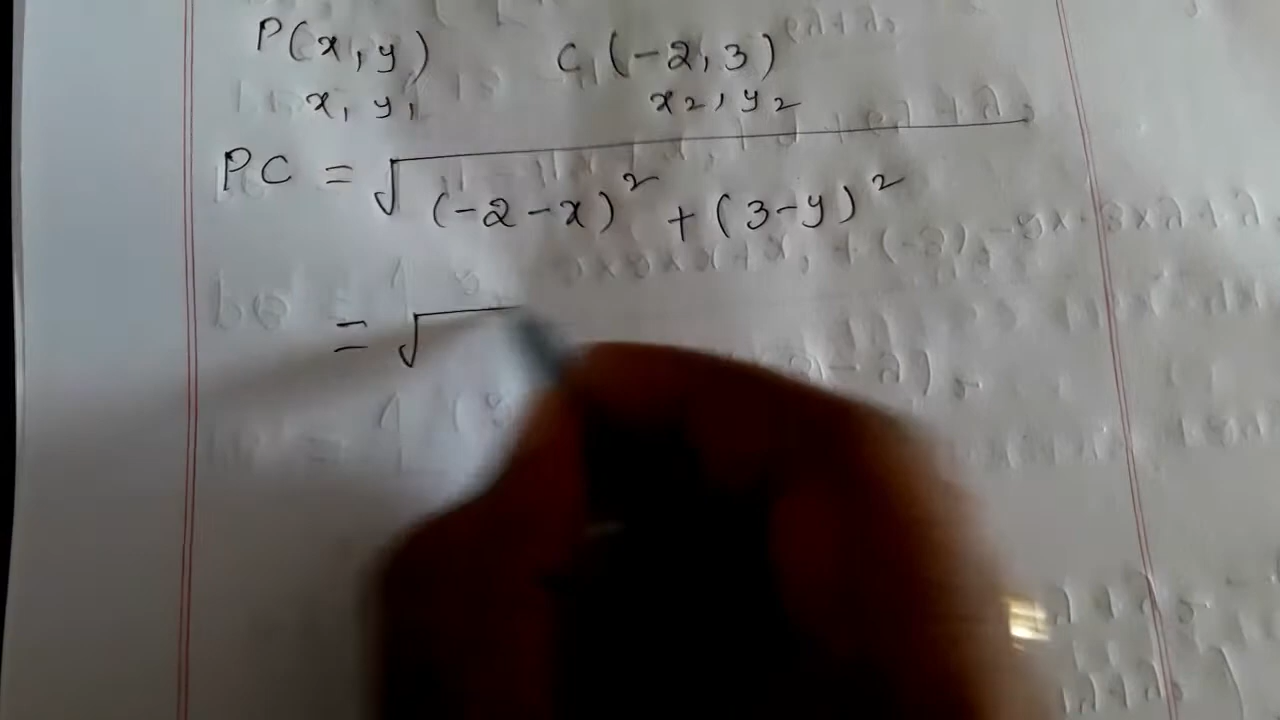 P(x, y) C(-2, 3)
x₁ y₁ x₂, y₂
PC = √((-2-x)² + (3-y)²)
= √